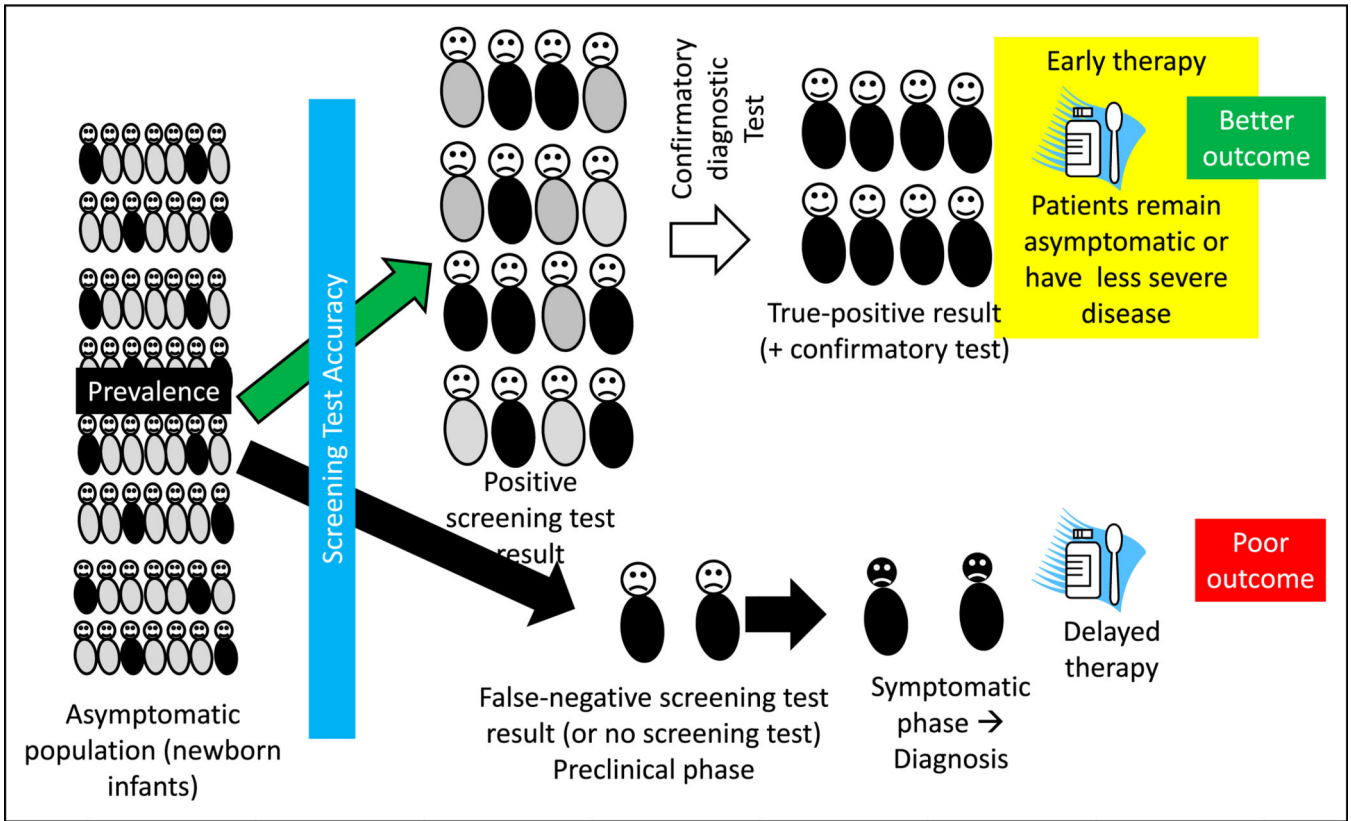 Prevalence
Asymptomatic
population (newborn
infants)
Screening Test Accuracy
Positive
screening test
result
Confirmatory
diagnostic
Test
True-positive result
(+ confirmatory test)
Early therapy
Patients remain
asymptomatic or
have less severe
disease
Better
outcome
False-negative screening test
result (or no screening test)
Preclinical phase
Symptomatic
phase →
Diagnosis
Delayed
therapy
Poor
outcome